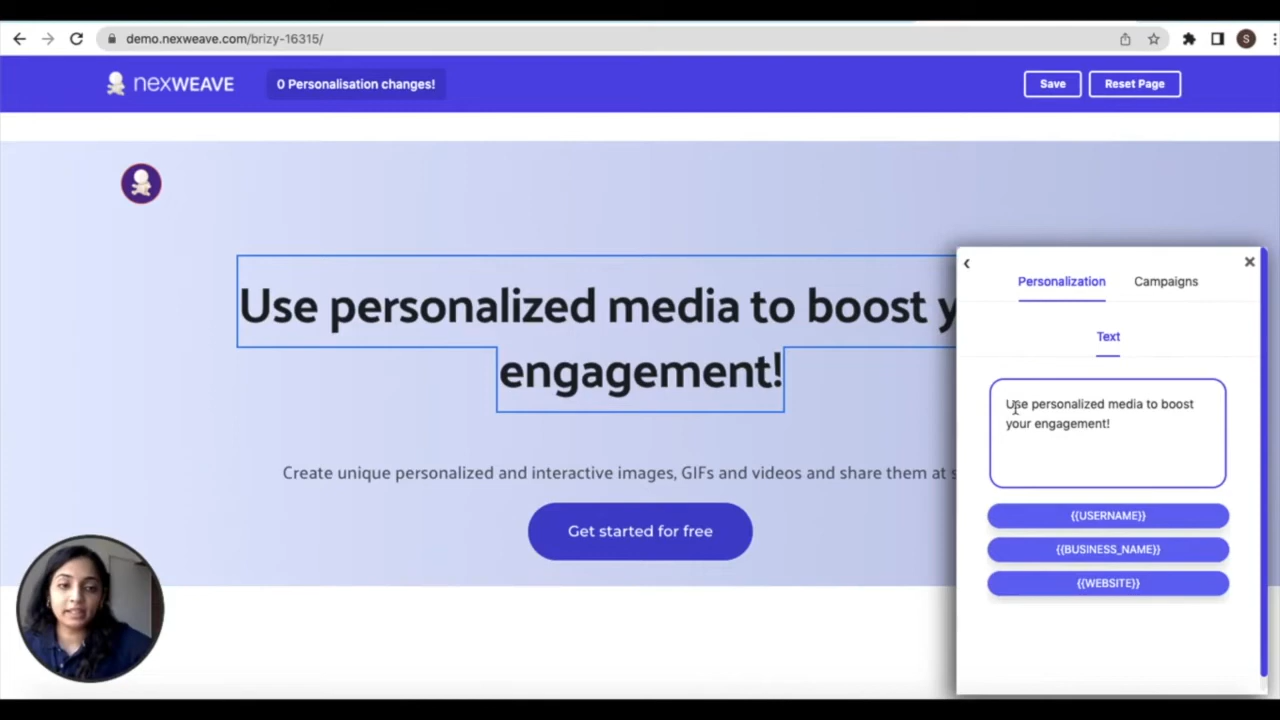 demo.nexweave.com/brizy-16315/
S
nexWEAVE
0 Personalisation changes!
Save
Reset Page
Use personalized media to boost y
engagement!
Create unique personalized and interactive images, GIFs and videos and share them at s
Get started for free
Personalization
Campaigns
Text
Use personalized media to boost
your engagement!
{{USERNAME}}
{{BUSINESS_NAME}}
{{WEBSITE}}